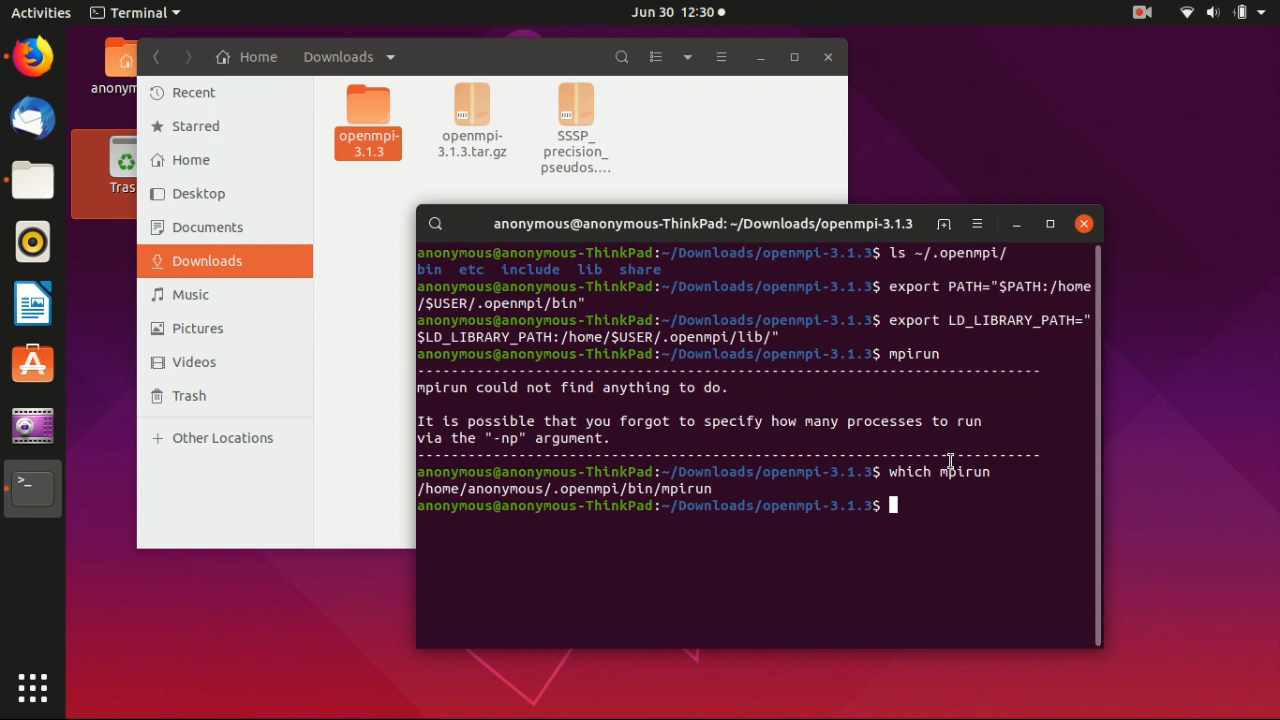 Activities
Terminal
Jun 30 12:30
anonym
Tras
Home
Downloads
Recent
Starred
Home
Desktop
Documents
Downloads
Music
Pictures
Videos
Trash
+ Other Locations
openmpi-
3.1.3
openmpi-
3.1.3.tar.gz
SSSP_
precision_
pseudos....
anonymous@anonymous-ThinkPad: ~/Downloads/openmpi-3.1.3
anonymous@anonymous-ThinkPad:~/Downloads/openmpi-3.1.3$ ls ~/.openmpi/
bin  etc  include  lib  share
anonymous@anonymous-ThinkPad:~/Downloads/openmpi-3.1.3$ export PATH="$PATH:/home
/$USER/.openmpi/bin"
anonymous@anonymous-ThinkPad:~/Downloads/openmpi-3.1.3$ export LD_LIBRARY_PATH="
$LD_LIBRARY_PATH:/home/$USER/.openmpi/lib/"
anonymous@anonymous-ThinkPad:~/Downloads/openmpi-3.1.3$ mpirun
--------------------------------------------------------------------------
mpirun could not find anything to do.
It is possible that you forgot to specify how many processes to run
via the "-np" argument.
--------------------------------------------------------------------------
anonymous@anonymous-ThinkPad:~/Downloads/openmpi-3.1.3$ which mpirun
/home/anonymous/.openmpi/bin/mpirun
anonymous@anonymous-ThinkPad:~/Downloads/openmpi-3.1.3$